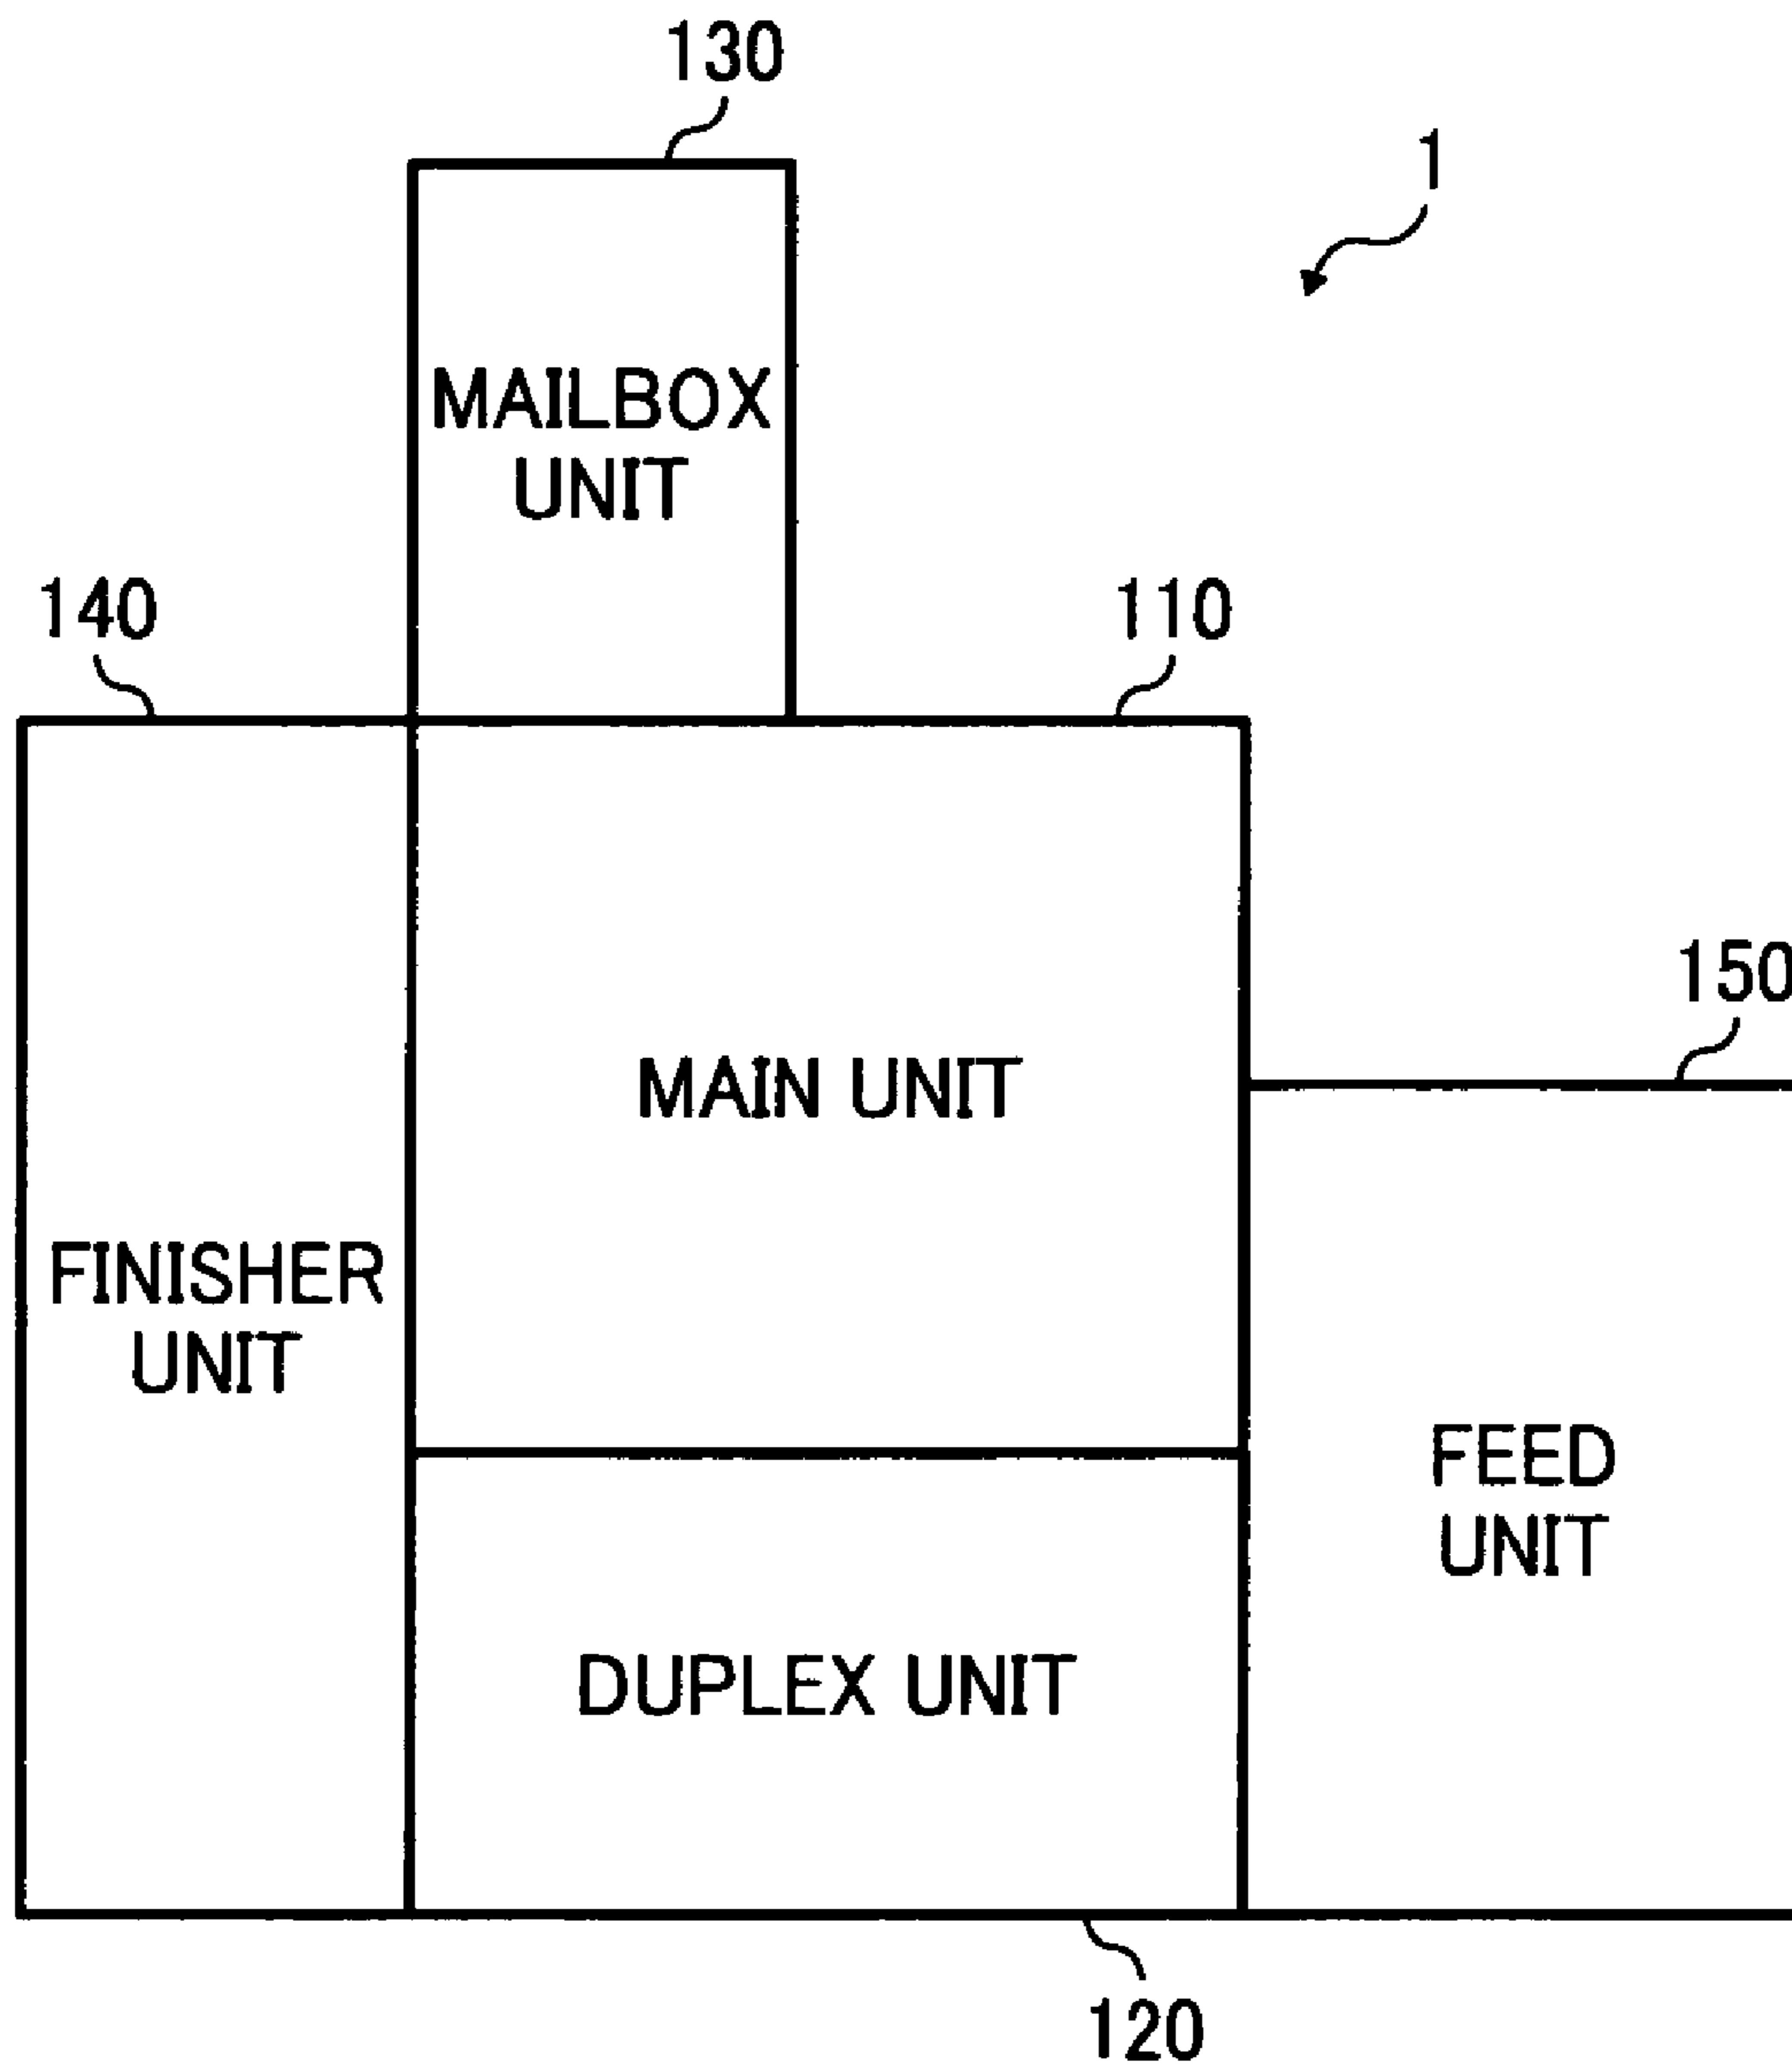 130
1
MAILBOX
UNIT
140
110
150
MAIN UNIT
FINISHER
UNIT
FEED
UNIT
DUPLEX UNIT
120